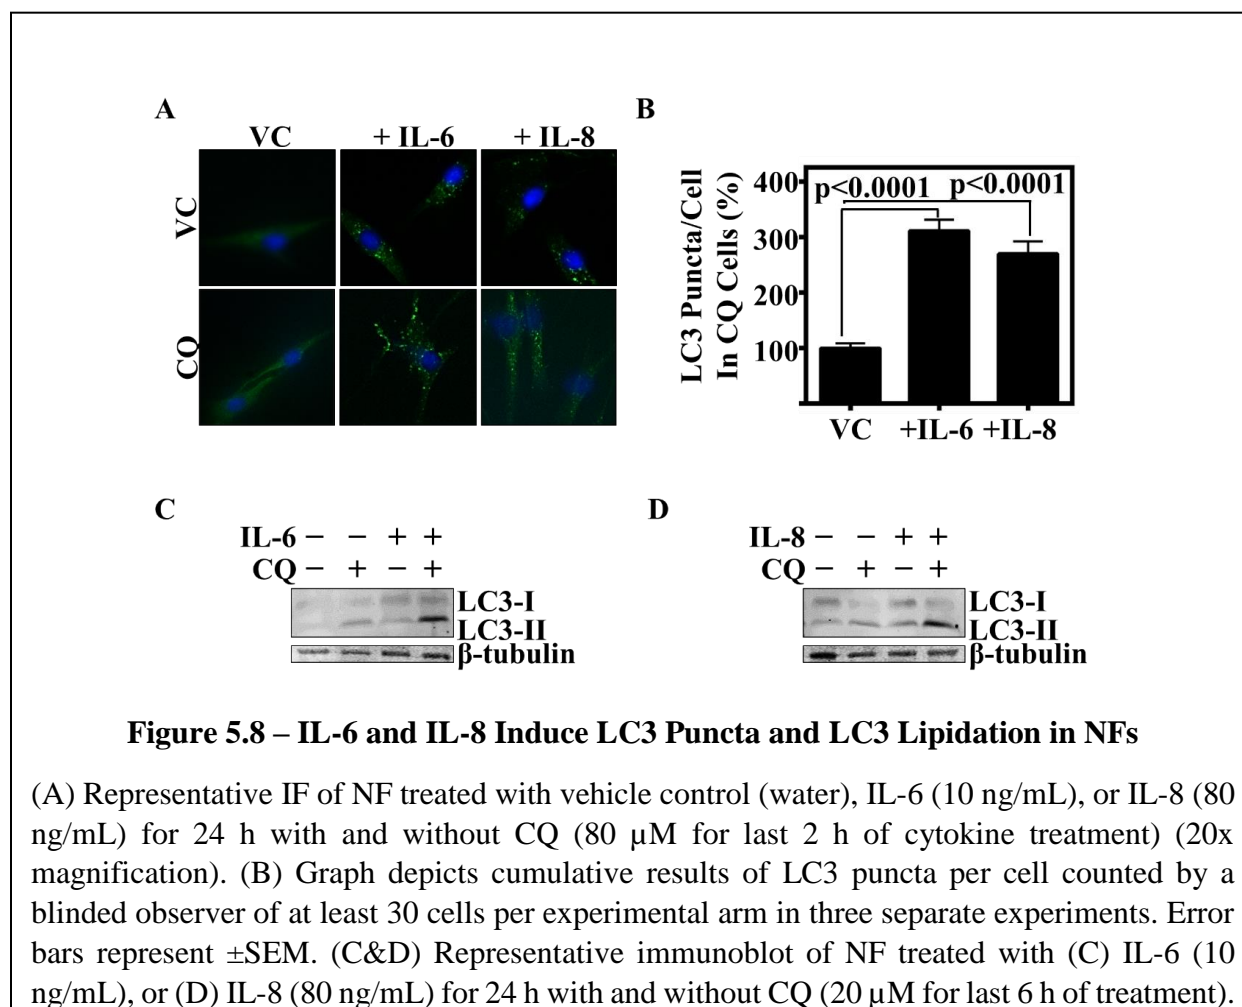 A
VC
+ IL-6
+ IL-8
VC
CQ
B
LC3 Puncta/Cell
In CQ Cells (%)
400
300
200
100
p<0.0001
p<0.0001
VC
+IL-6
+IL-8
C
IL-6 − − + +
CQ − + − +
LC3-I
LC3-II
β-tubulin
D
IL-8 − − + +
CQ − + − +
LC3-I
LC3-II
β-tubulin
Figure 5.8 – IL-6 and IL-8 Induce LC3 Puncta and LC3 Lipidation in NFs
(A) Representative IF of NF treated with vehicle control (water), IL-6 (10 ng/mL), or IL-8 (80
ng/mL) for 24 h with and without CQ (80 µM for last 2 h of cytokine treatment) (20x
magnification). (B) Graph depicts cumulative results of LC3 puncta per cell counted by a
blinded observer of at least 30 cells per experimental arm in three separate experiments. Error
bars represent ±SEM. (C&D) Representative immunoblot of NF treated with (C) IL-6 (10
ng/mL), or (D) IL-8 (80 ng/mL) for 24 h with and without CQ (20 µM for last 6 h of treatment).